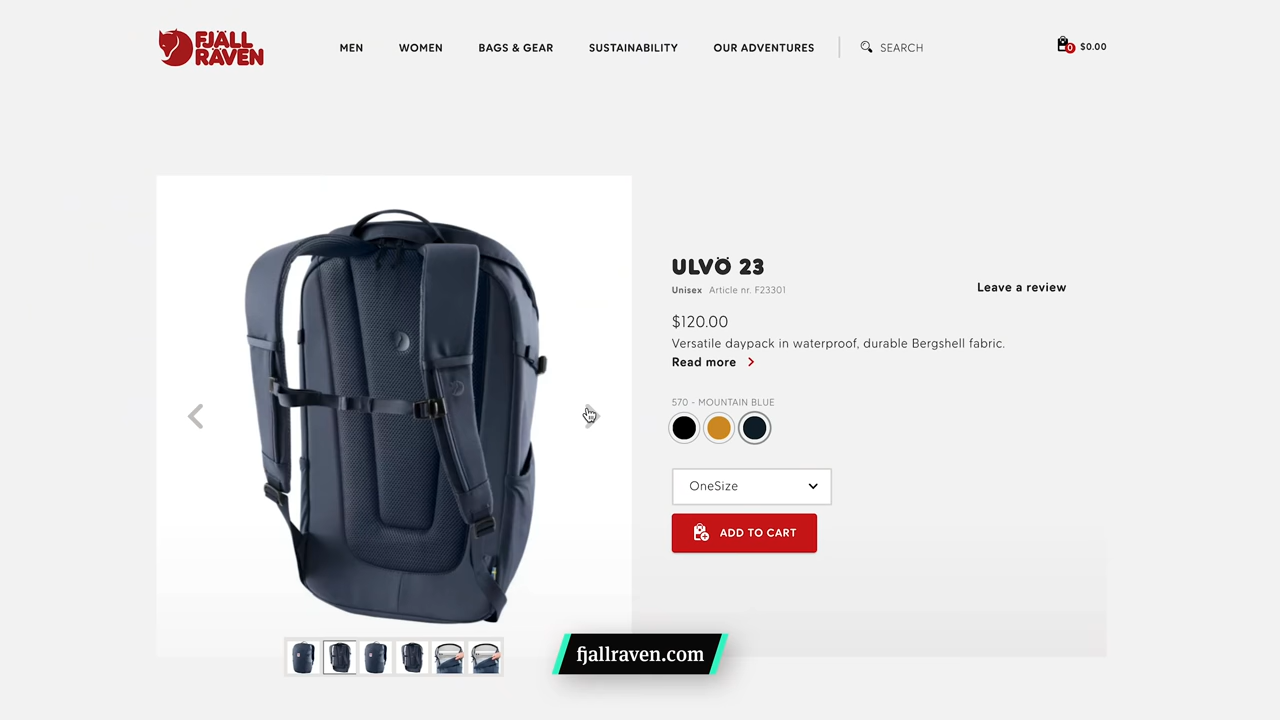 FJÄLL
RÄVEN
MEN
WOMEN
BAGS & GEAR
SUSTAINABILITY
OUR ADVENTURES
SEARCH
0
$0.00
ULVÖ 23
Unisex Article nr. F23301
Leave a review
$120.00
Versatile daypack in waterproof, durable Bergshell fabric.
Read more
570 - MOUNTAIN BLUE
OneSize
ADD TO CART
fjallraven.com